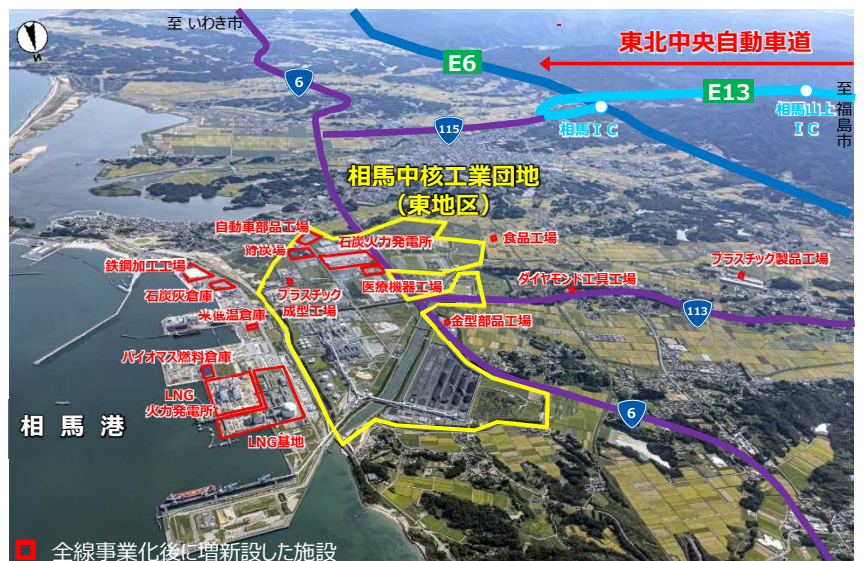 至 いわき市
N
東北中央自動車道
E6
E13
6
至
福
島
市
115
相馬ＩＣ
相馬山上
ＩＣ
相馬中核工業団地
（東地区）
自動車部品工場
貯炭場
石炭火力発電所
食品工場
鉄鋼加工工場
石炭灰倉庫
プラスチック
成型工場
医療機器工場
ダイヤモンド工具工場
プラスチック製品工場
米低温倉庫
金型部品工場
113
バイオマス燃料倉庫
LNG
火力発電所
LNG基地
6
相 馬 港
全線事業化後に増新設した施設